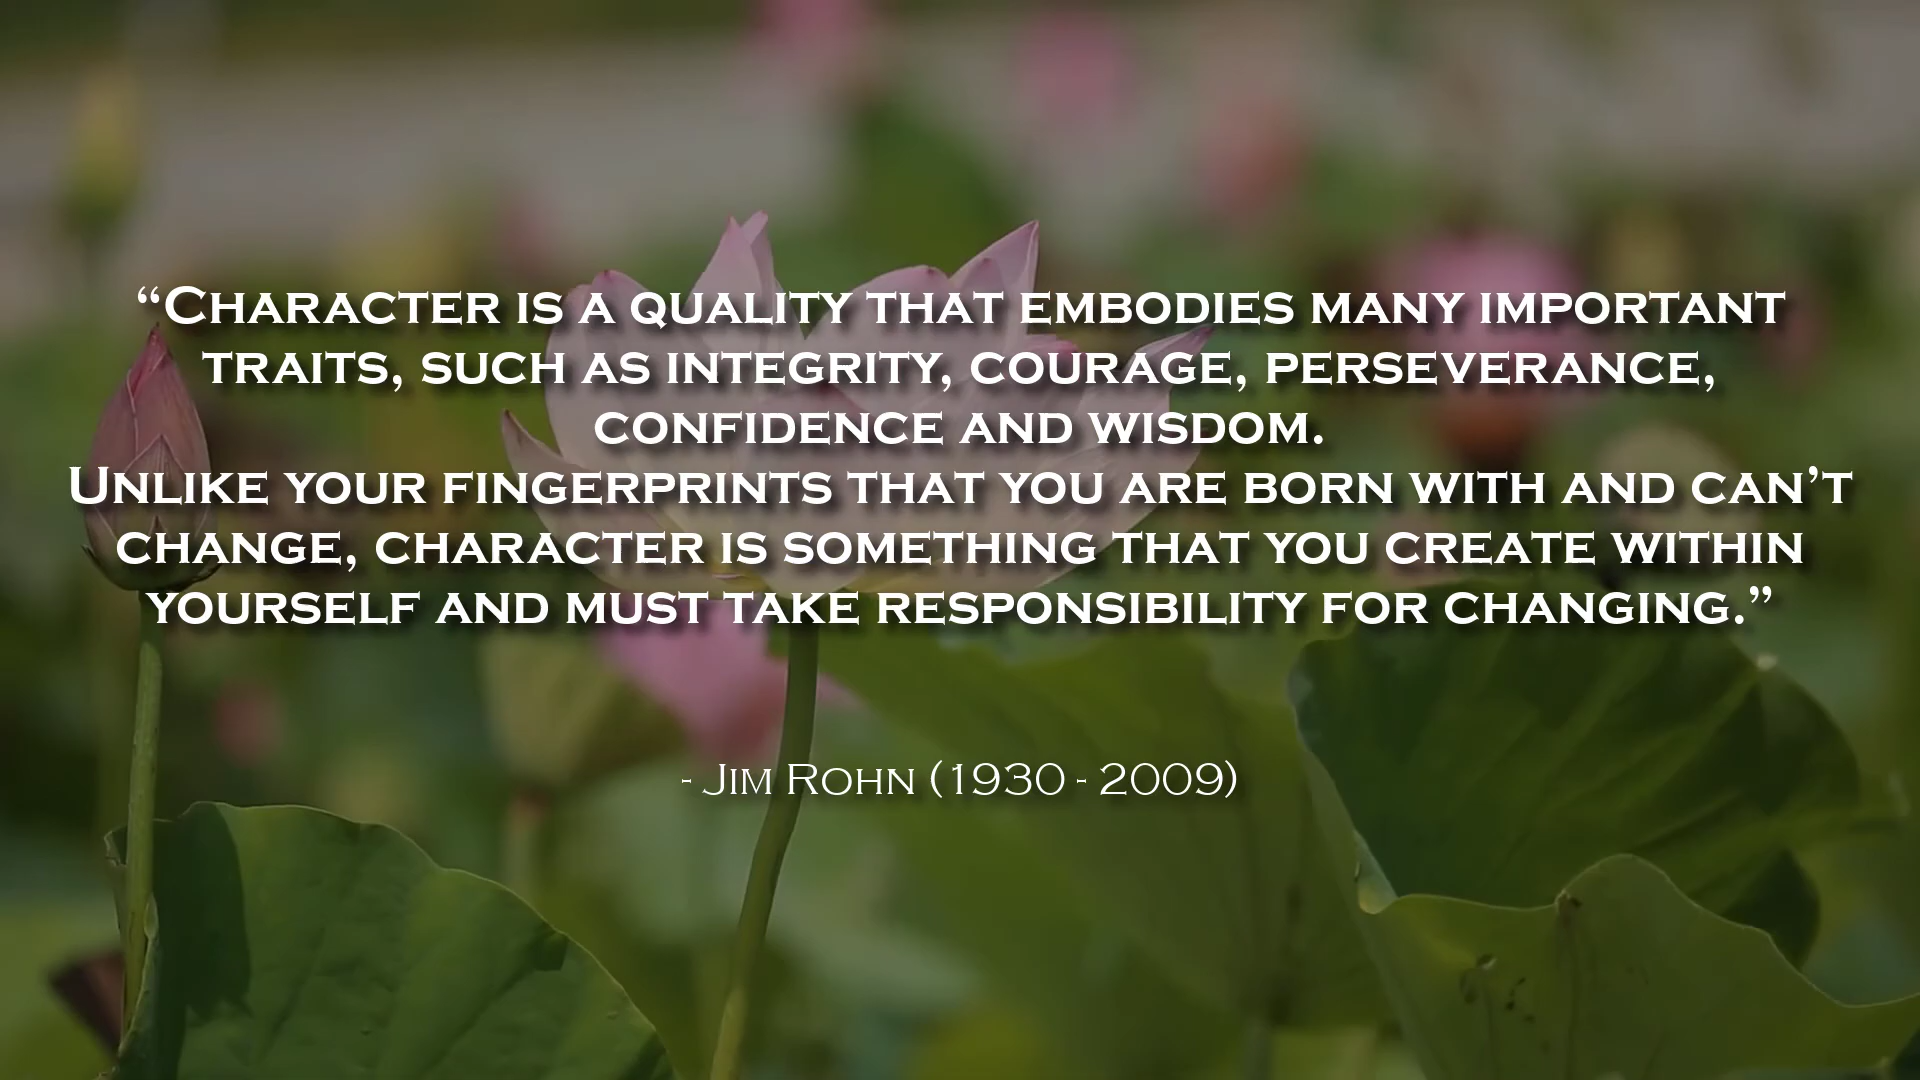 “Character is a quality that embodies many important
traits, such as integrity, courage, perseverance,
confidence and wisdom.
Unlike your fingerprints that you are born with and can’t
change, character is something that you create within
yourself and must take responsibility for changing.”
- Jim Rohn (1930 - 2009)